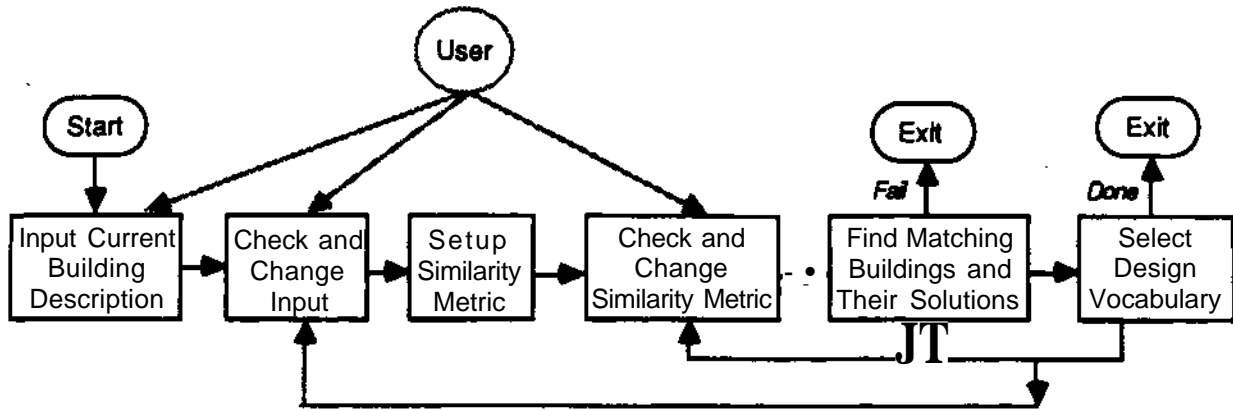 User
Start
Exit
Exit
Fail
Done
Input Current
Building
Description
Check and
Change
Input
Setup
Similarity
Metric
Check and
Change
Similarity Metric
Find Matching
Buildings and
Their Solutions
Select
Design
Vocabulary
JT